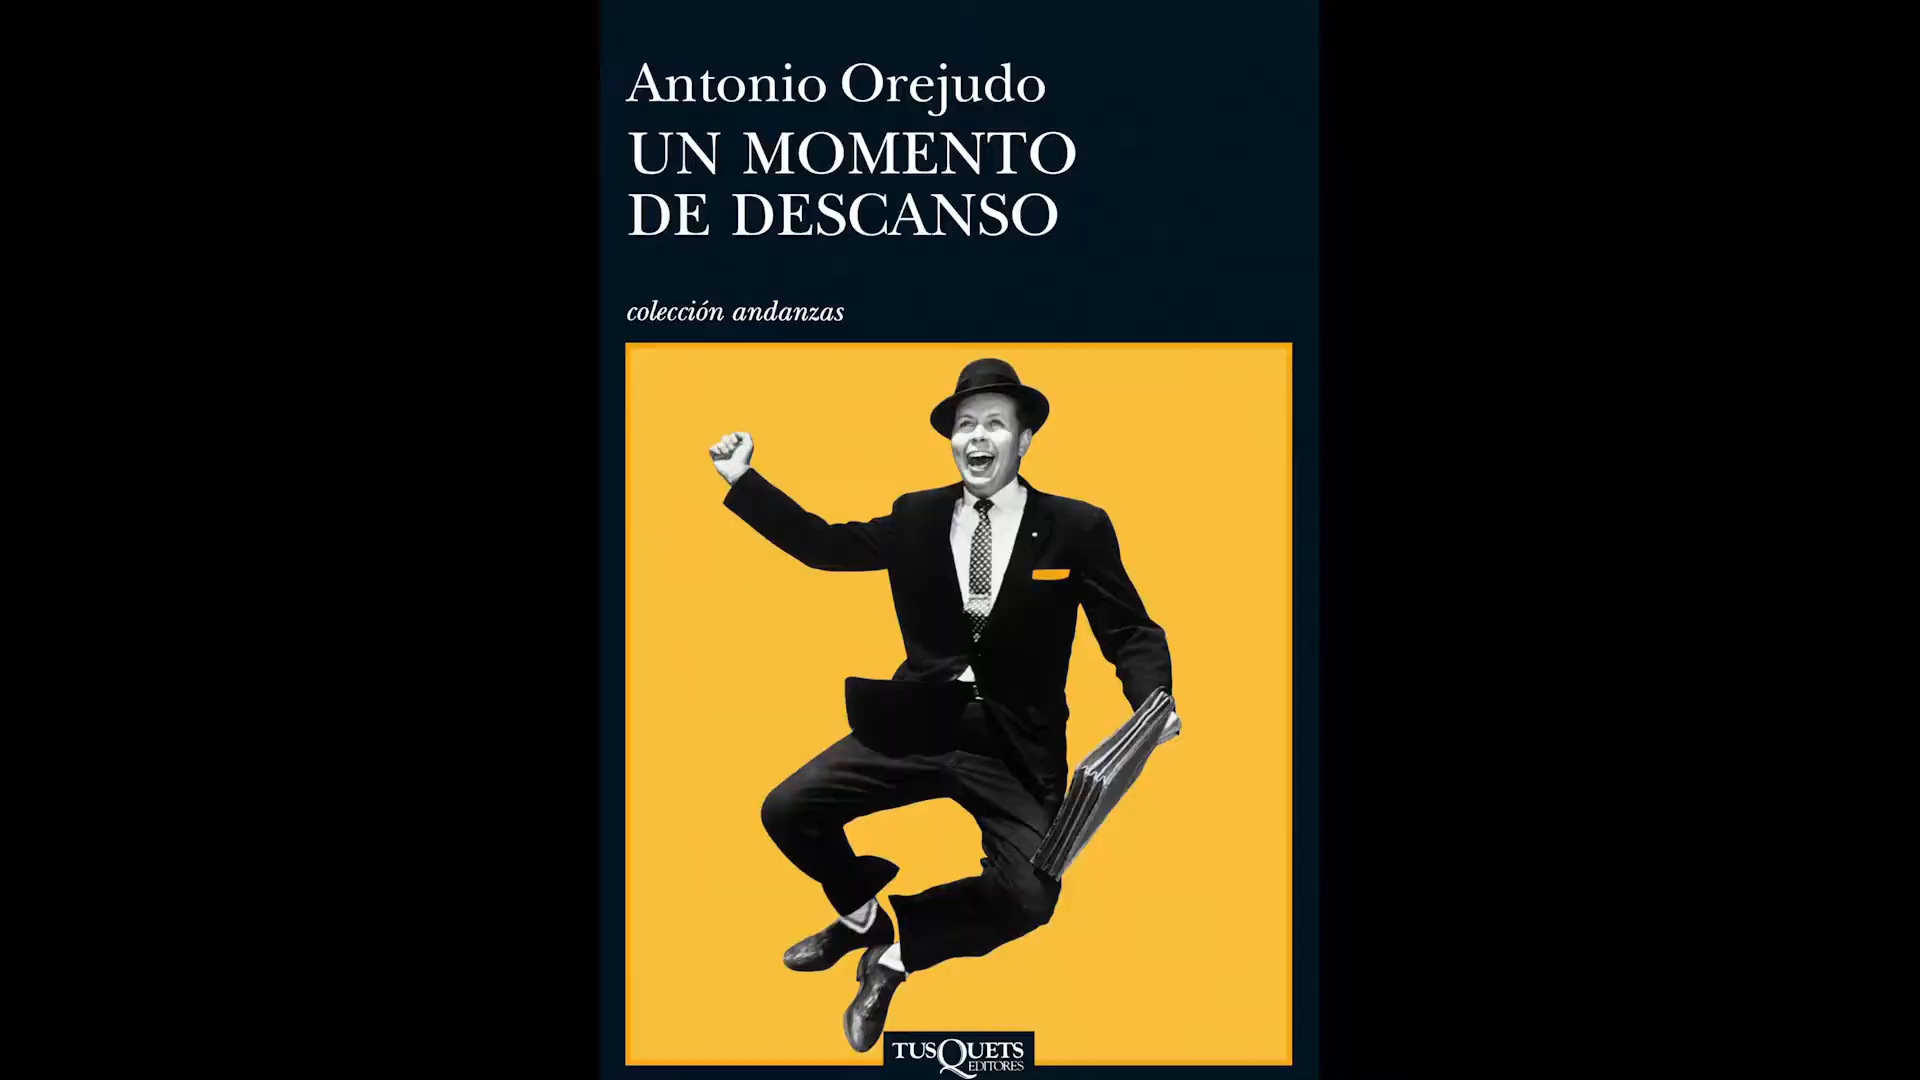 Antonio Orejudo
UN MOMENTO
DE DESCANSO
colección andanzas
TUSQUETS
EDITORES